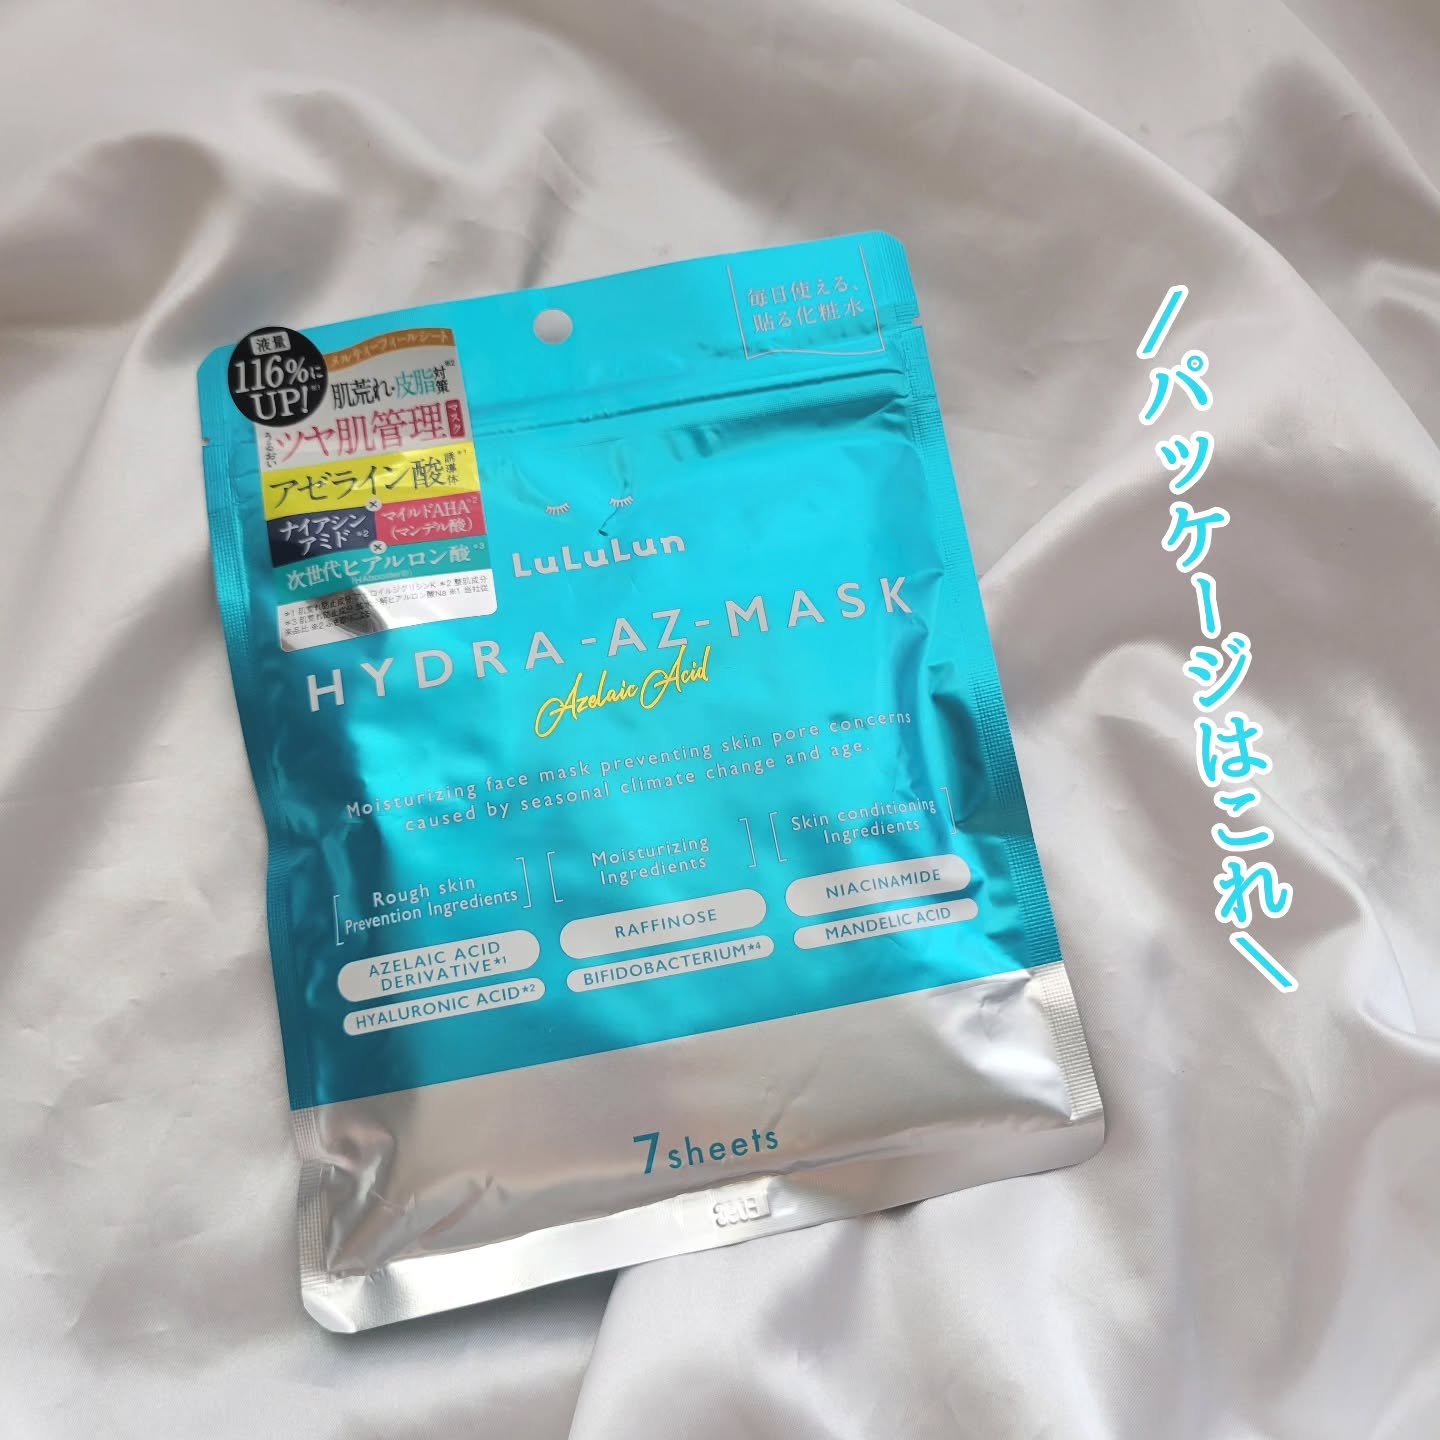 毎日使える、
貼る化粧水
液量
116%に
UP!※1
メルティーフィールシート
肌荒れ・皮脂対策※2
うるおいツヤ肌管理マスク
アゼライン酸誘導体*1
×
ナイアシン
アミド*2
マイルドAHA*2
(マンデル酸)
×
次世代ヒアルロン酸*3
LuLuLun
HYDRA-AZ-MASK
Azelaic Acid
Moisturizing face mask preventing skin pore concerns
caused by seasonal climate change and age.
Rough skin
Prevention Ingredients
AZELAIC ACID
DERIVATIVE*1
HYALURONIC ACID*2
Moisturizing
Ingredients
RAFFINOSE
BIFIDOBACTERIUM*4
Skin conditioning
Ingredients
NIACINAMIDE
MANDELIC ACID
7sheets
\パッケージはこれ/